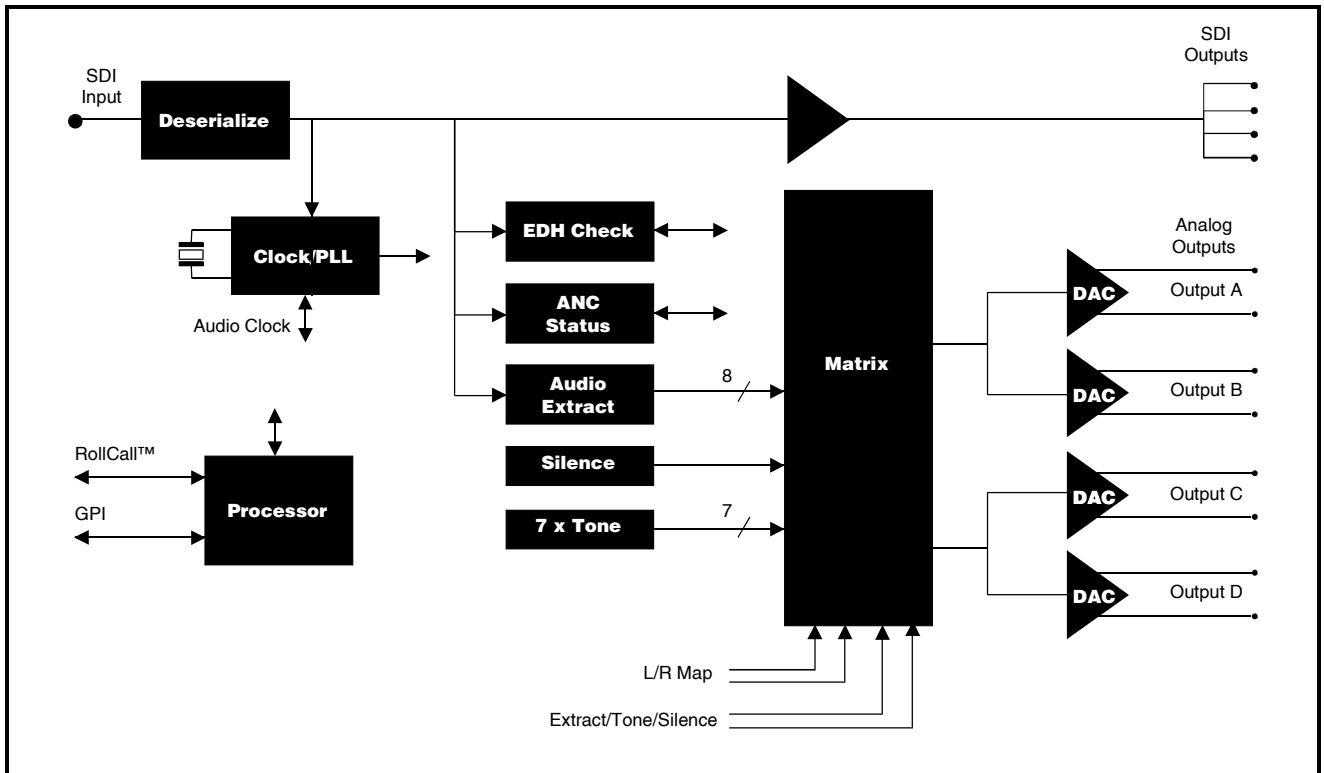 SDI
Input
Deserialize
SDI
Outputs
Clock/PLL
Audio Clock
EDH Check
ANC
Status
Audio
Extract
8
Silence
7 x Tone
7
Matrix
Analog
Outputs
DAC
Output A
DAC
Output B
DAC
Output C
DAC
Output D
RollCall™
GPI
Processor
L/R Map
Extract/Tone/Silence